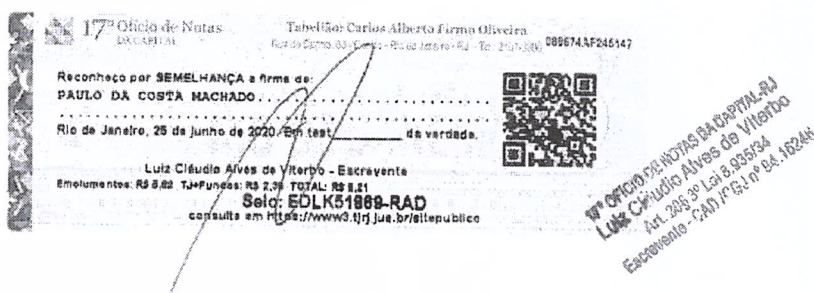 17º Ofício de Notas
DA CAPITAL
Tabelião: Carlos Alberto Firmo Oliveira
089674AF245147
Reconheço por SEMELHANÇA a firma de:
PAULO DA COSTA MACHADO
Rio de Janeiro, 25 de junho de 2020. Em test. ______ da verdade.
Luiz Cláudio Alves de Viterbo - Escrevente
Emolumentos: R$ 5,82 TJ+Fundos: R$ 2,39 TOTAL: R$ 8,21
Selo: EDLK51869-RAD
consulte em https://www3.tjrj.jus.br/sitepublico
17º OFÍCIO DE NOTAS DA CAPITAL-RJ
Luiz Cláudio Alves de Viterbo
Art. 20§ 3º Lei 8.935/94
Escrevente - CAD /CGJ nº 94.